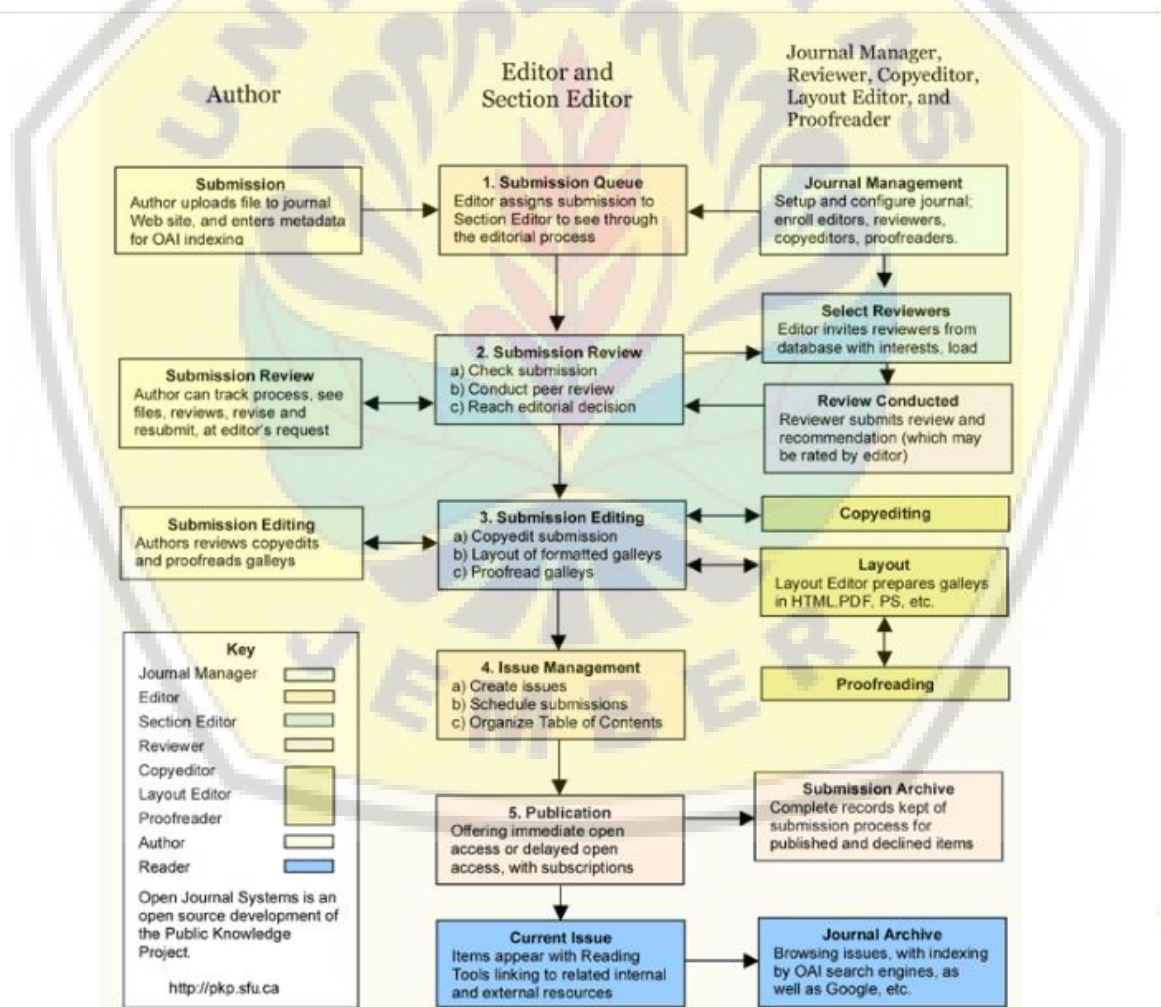 Author
Editor and
Section Editor
Journal Manager,
Reviewer, Copyeditor,
Layout Editor, and
Proofreader
Submission
Author uploads file to journal
Web site, and enters metadata
for OAI indexing
1. Submission Queue
Editor assigns submission to
Section Editor to see through
the editorial process
Journal Management
Setup and configure journal;
enroll editors, reviewers,
copyeditors, proofreaders.
Select Reviewers
Editor invites reviewers from
database with interests, load
2. Submission Review
a) Check submission
b) Conduct peer review
c) Reach editorial decision
Submission Review
Author can track process, see
files, reviews, revise and
resubmit, at editor's request
Review Conducted
Reviewer submits review and
recommendation (which may
be rated by editor)
Submission Editing
Authors reviews copyedits
and proofreads galleys
3. Submission Editing
a) Copyedit submission
b) Layout of formatted galleys
c) Proofread galleys
Copyediting
Layout
Layout Editor prepares galleys
in HTML,PDF, PS, etc.
Proofreading
4. Issue Management
a) Create issues
b) Schedule submissions
c) Organize Table of Contents
Key
Journal Manager
Editor
Section Editor
Reviewer
Copyeditor
Layout Editor
Proofreader
Author
Reader
Open Journal Systems is an
open source development of
the Public Knowledge
Project.
http://pkp.sfu.ca
5. Publication
Offering immediate open
access or delayed open
access, with subscriptions
Submission Archive
Complete records kept of
submission process for
published and declined items
Current Issue
Items appear with Reading
Tools linking to related internal
and external resources
Journal Archive
Browsing issues, with indexing
by OAI search engines, as
well as Google, etc.
JEMBER